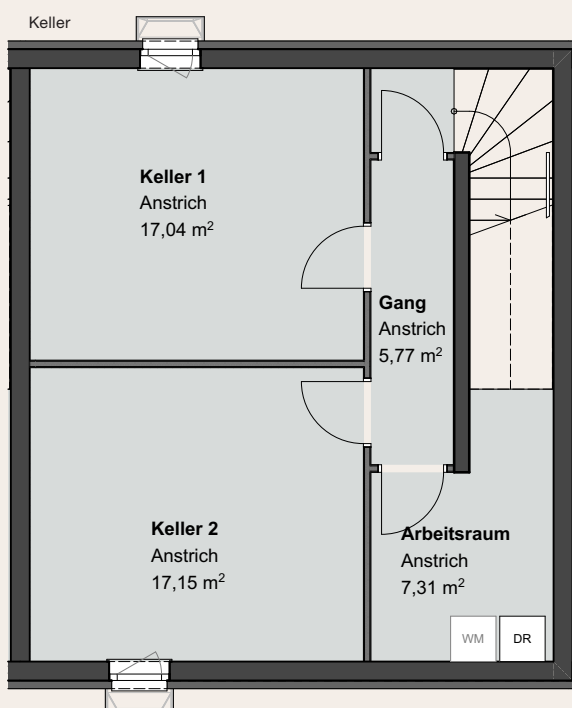 Keller
Keller 1
Anstrich
17,04 m²
Gang
Anstrich
5,77 m²
Keller 2
Anstrich
17,15 m²
Arbeitsraum
Anstrich
7,31 m²
WM
DR